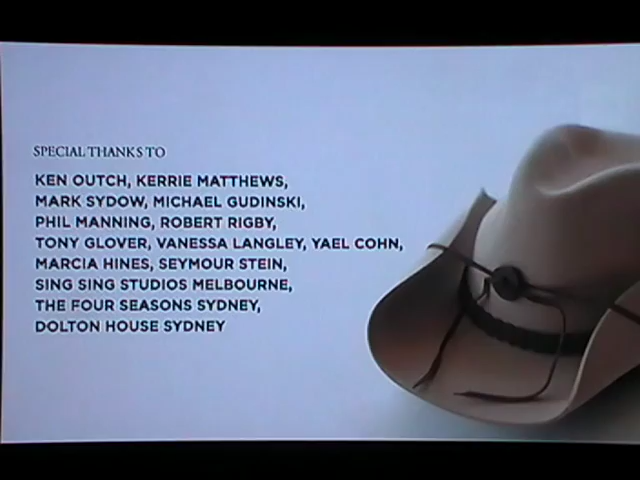 SPECIAL THANKS TO
KEN OUTCH, KERRIE MATTHEWS,
MARK SYDOW, MICHAEL GUDINSKI,
PHIL MANNING, ROBERT RIGBY,
TONY GLOVER, VANESSA LANGLEY, YAEL COHN,
MARCIA HINES, SEYMOUR STEIN,
SING SING STUDIOS MELBOURNE,
THE FOUR SEASONS SYDNEY,
DOLTON HOUSE SYDNEY